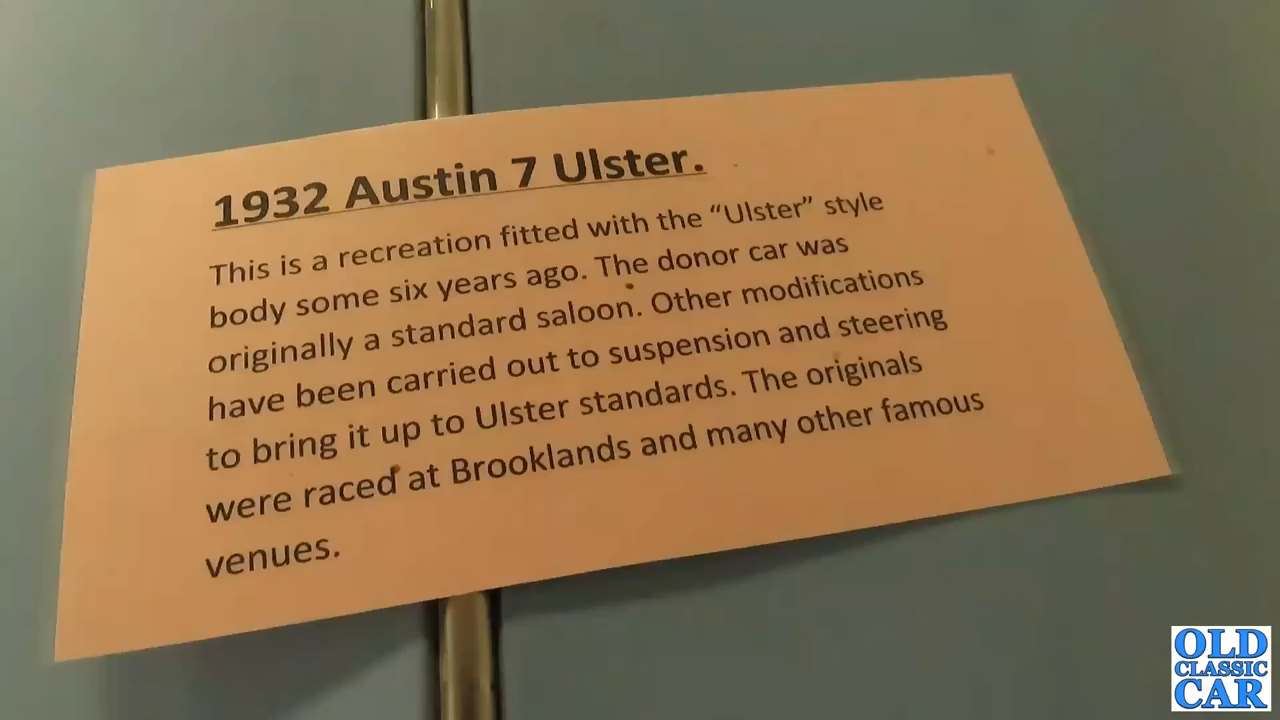 1932 Austin 7 Ulster.
This is a recreation fitted with the “Ulster” style
body some six years ago. The donor car was
originally a standard saloon. Other modifications
have been carried out to suspension and steering
to bring it up to Ulster standards. The originals
were raced at Brooklands and many other famous
venues.
OLD
CLASSIC
CAR